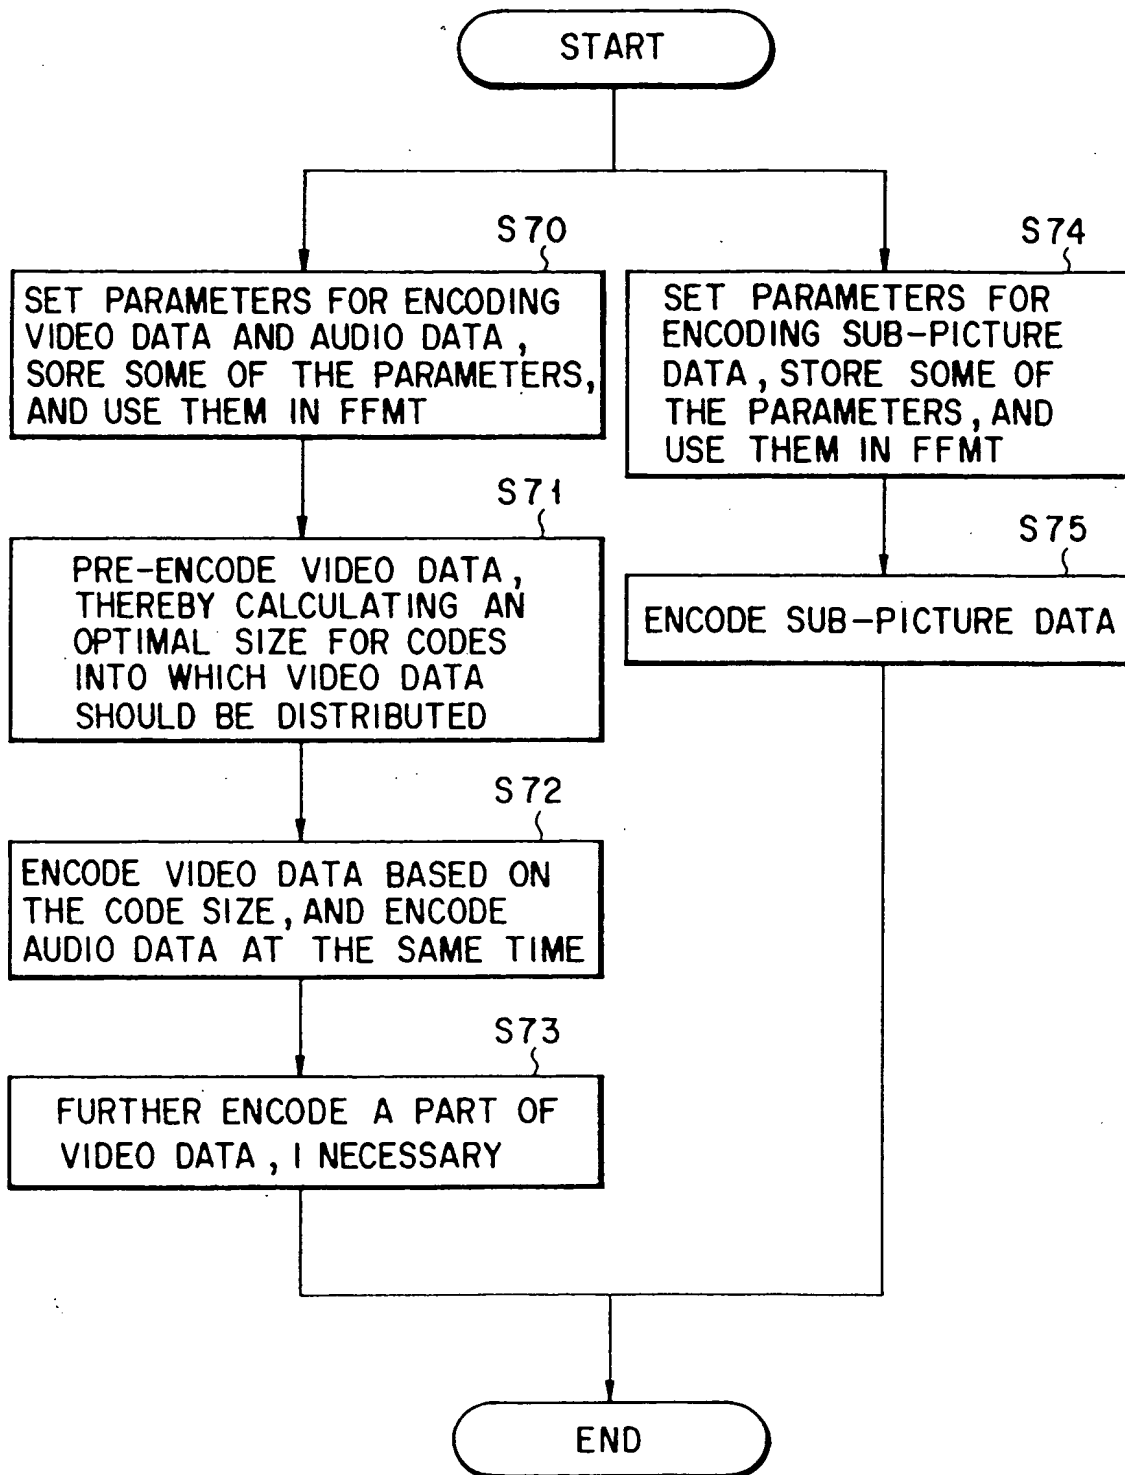 START
S70
SET PARAMETERS FOR ENCODING
VIDEO DATA AND AUDIO DATA,
SORE SOME OF THE PARAMETERS,
AND USE THEM IN FFMT
S74
SET PARAMETERS FOR
ENCODING SUB-PICTURE
DATA, STORE SOME OF
THE PARAMETERS, AND
USE THEM IN FFMT
S71
PRE-ENCODE VIDEO DATA,
THEREBY CALCULATING AN
OPTIMAL SIZE FOR CODES
INTO WHICH VIDEO DATA
SHOULD BE DISTRIBUTED
S75
ENCODE SUB-PICTURE DATA
S72
ENCODE VIDEO DATA BASED ON
THE CODE SIZE, AND ENCODE
AUDIO DATA AT THE SAME TIME
S73
FURTHER ENCODE A PART OF
VIDEO DATA, I NECESSARY
END